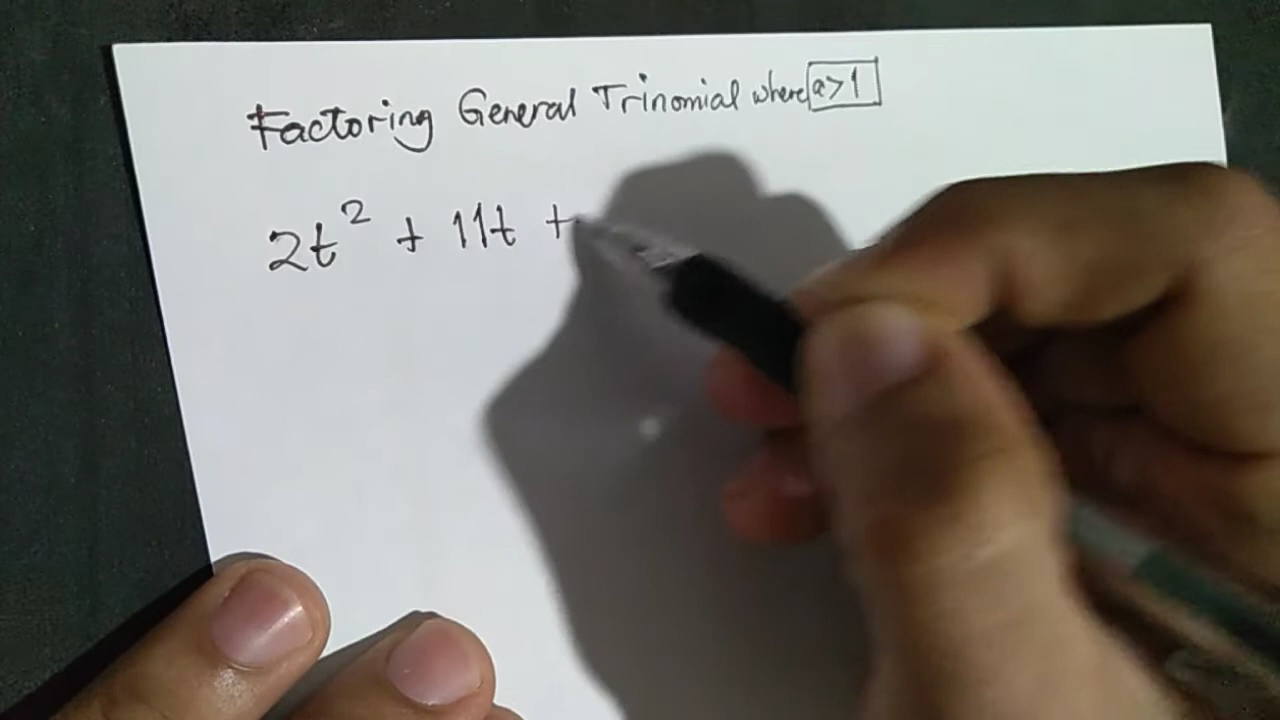 Factoring General Trinomial where a>1
2t² + 11t +